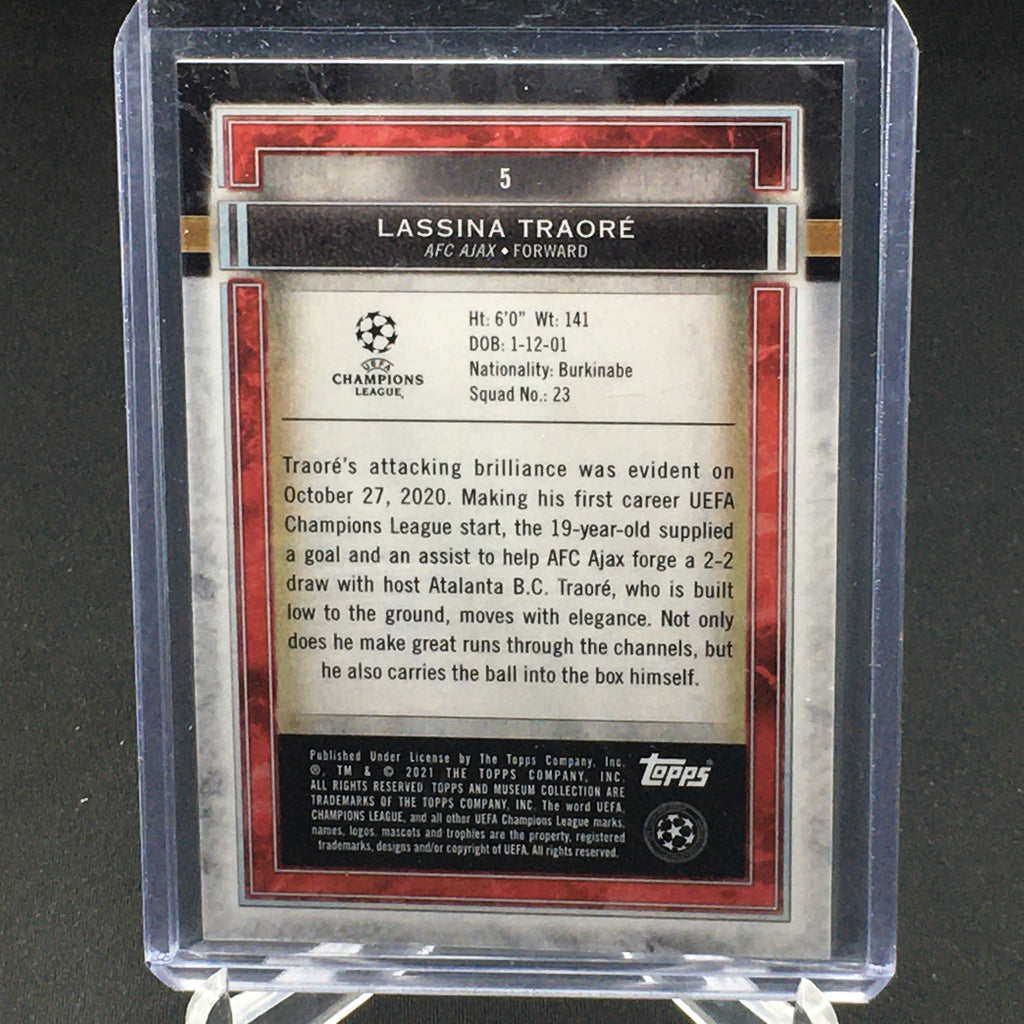 5
LASSINA TRAORÉ
AFC AJAX ◆ FORWARD
UEFA
CHAMPIONS
LEAGUE
Ht: 6'0" Wt: 141
DOB: 1-12-01
Nationality: Burkinabe
Squad No.: 23
Traoré's attacking brilliance was evident on
October 27, 2020. Making his first career UEFA
Champions League start, the 19-year-old supplied
a goal and an assist to help AFC Ajax forge a 2-2
draw with host Atalanta B.C. Traoré, who is built
low to the ground, moves with elegance. Not only
does he make great runs through the channels, but
he also carries the ball into the box himself.
Published Under License by The Topps Company, Inc.
®, TM & © 2021 THE TOPPS COMPANY, INC.
ALL RIGHTS RESERVED. TOPPS AND MUSEUM COLLECTION ARE
TRADEMARKS OF THE TOPPS COMPANY, INC. The word UEFA,
CHAMPIONS LEAGUE, and all other UEFA Champions League marks,
names, logos, mascots and trophies are the property, registered
trademarks, designs and/or copyright of UEFA. All rights reserved.
Topps